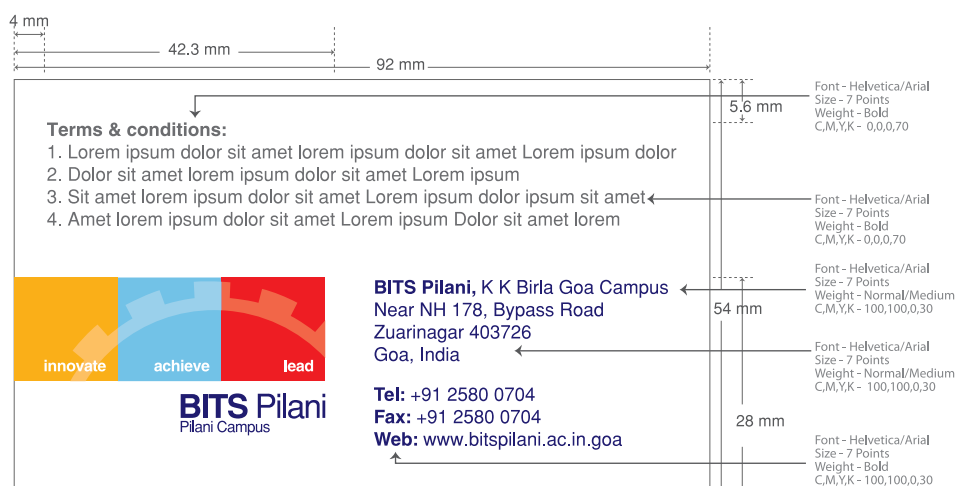 4 mm
42.3 mm
92 mm
Terms & conditions:
1. Lorem ipsum dolor sit amet lorem ipsum dolor sit amet Lorem ipsum dolor
2. Dolor sit amet lorem ipsum dolor sit amet Lorem ipsum
3. Sit amet lorem ipsum dolor sit amet Lorem ipsum dolor ipsum sit amet
4. Amet lorem ipsum dolor sit amet Lorem ipsum Dolor sit amet lorem
5.6 mm
Font - Helvetica/Arial
Size - 7 Points
Weight - Bold
C,M,Y,K - 0,0,0,70
Font - Helvetica/Arial
Size - 7 Points
Weight - Bold
C,M,Y,K - 0,0,0,70
innovate achieve lead
BITS Pilani
Pilani Campus
BITS Pilani, K K Birla Goa Campus
Near NH 178, Bypass Road
Zuarinagar 403726
Goa, India
Tel: +91 2580 0704
Fax: +91 2580 0704
Web: www.bitspilani.ac.in.goa
54 mm
28 mm
Font - Helvetica/Arial
Size - 7 Points
Weight - Normal/Medium
C,M,Y,K - 100,100,0,30
Font - Helvetica/Arial
Size - 7 Points
Weight - Normal/Medium
C,M,Y,K - 100,100,0,30
Font - Helvetica/Arial
Size - 7 Points
Weight - Bold
C,M,Y,K - 100,100,0,30